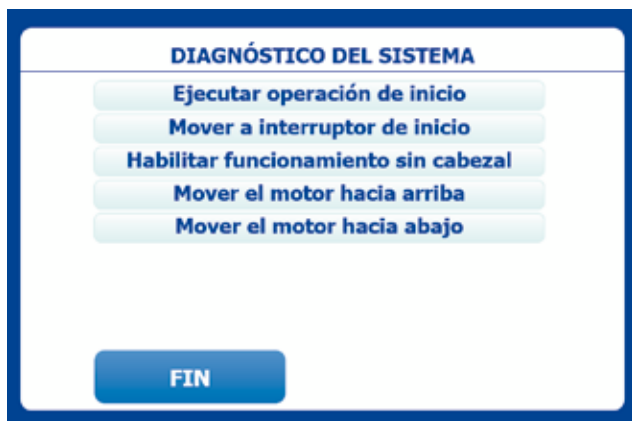 DIAGNÓSTICO DEL SISTEMA
Ejecutar operación de inicio
Mover a interruptor de inicio
Habilitar funcionamiento sin cabezal
Mover el motor hacia arriba
Mover el motor hacia abajo
FIN